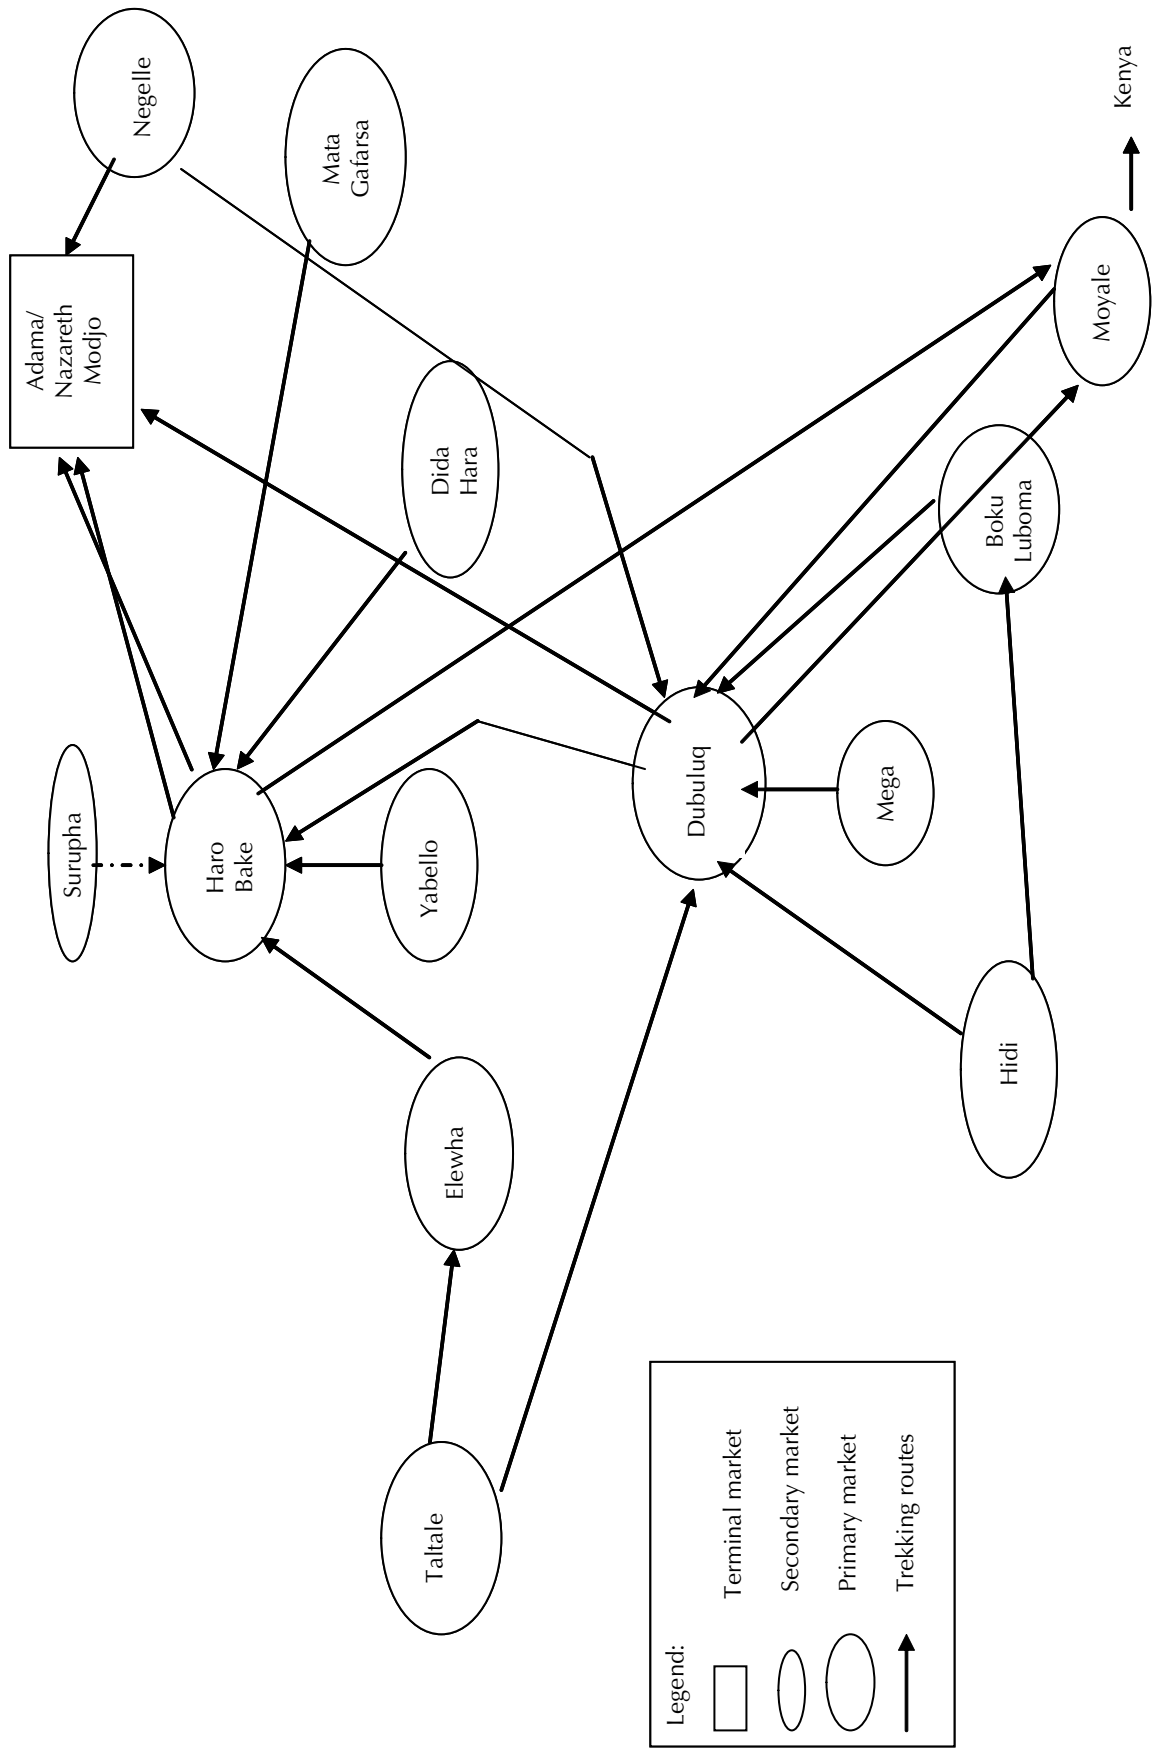 Surupha
Adama/
Nazareth
Modjo
Negelle
Haro
Bake
Mata
Gafarsa
Dida
Hara
Yabello
Elewha
Taltale
Dubuluq
Mega
Boku
Luboma
Moyale
Kenya
Hidi
Legend:
Terminal market
Secondary market
Primary market
Trekking routes